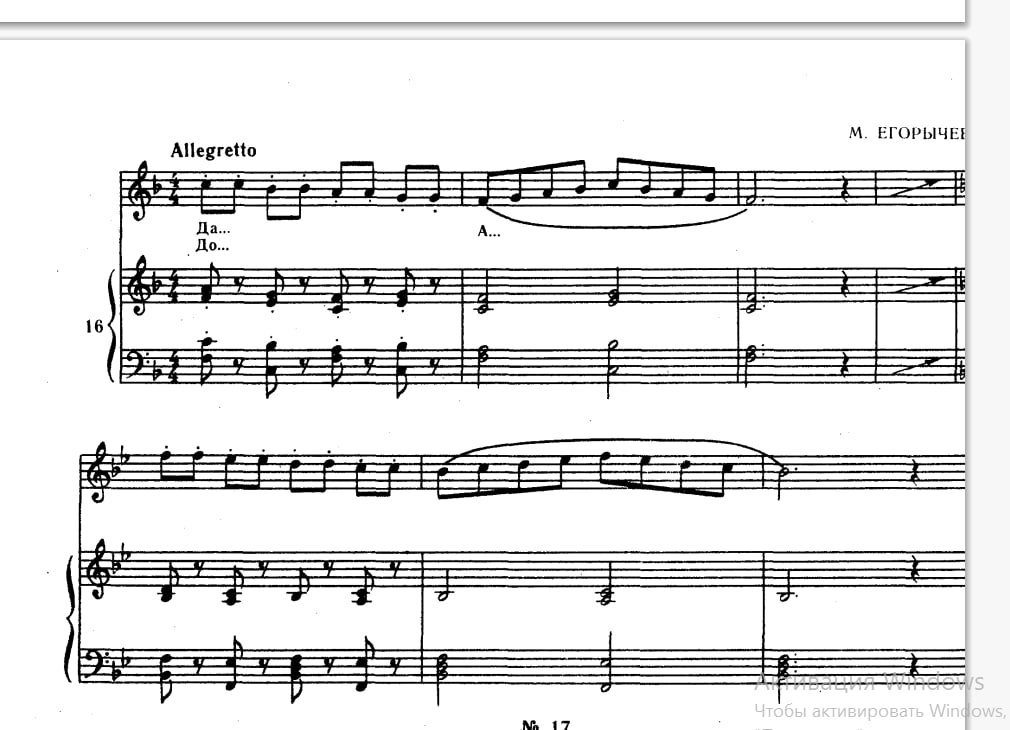 М. ЕГОРЫЧЕВ
Allegretto
Да...
До...
А...
16
Активация Windows
Чтобы активировать Windows,
№ 17